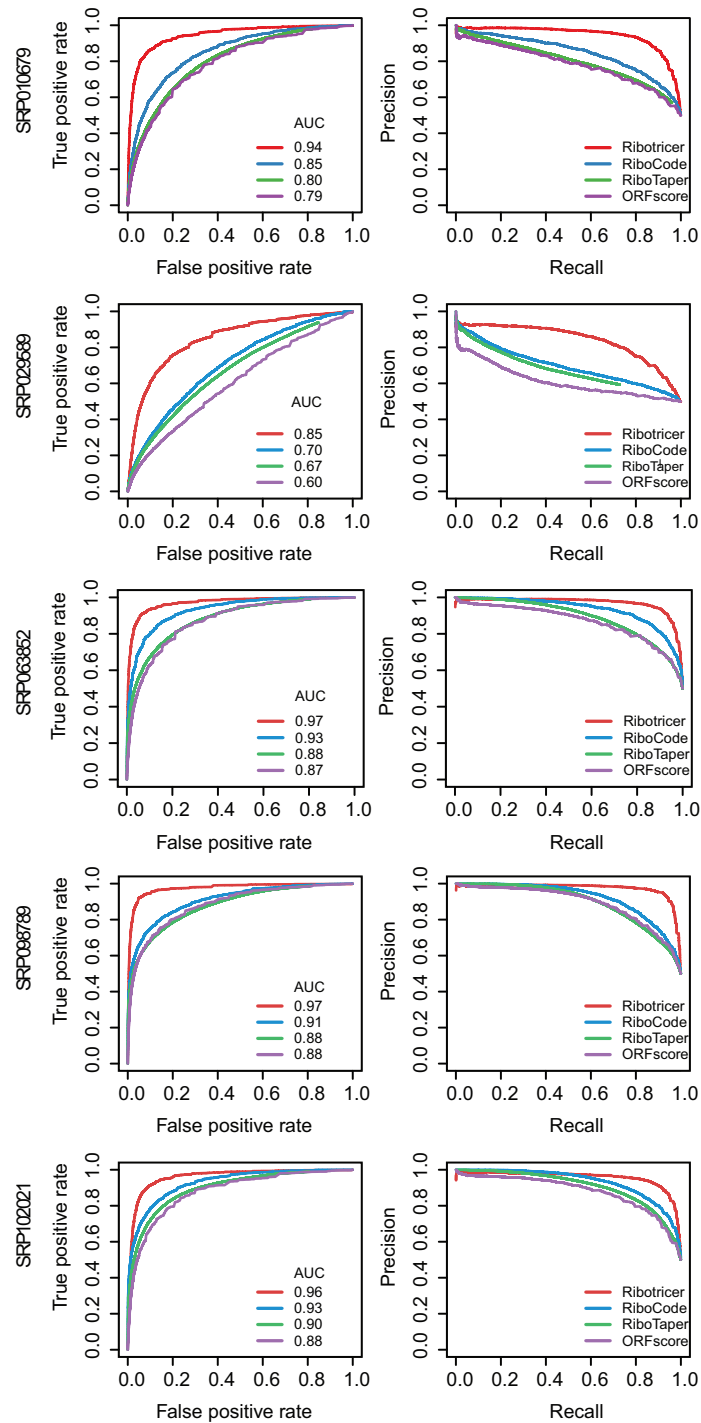 SRP010679
True positive rate
0.0 0.2 0.4 0.6 0.8 1.0
AUC
0.94
0.85
0.80
0.79
0.0 0.2 0.4 0.6 0.8 1.0
False positive rate
Precision
0.0 0.2 0.4 0.6 0.8 1.0
Ribotricer
RiboCode
RiboTaper
ORFscore
0.0 0.2 0.4 0.6 0.8 1.0
Recall
SRP029589
True positive rate
0.0 0.2 0.4 0.6 0.8 1.0
AUC
0.85
0.70
0.67
0.60
0.0 0.2 0.4 0.6 0.8 1.0
False positive rate
Precision
0.0 0.2 0.4 0.6 0.8 1.0
Ribotricer
RiboCode
RiboTaper
ORFscore
0.0 0.2 0.4 0.6 0.8 1.0
Recall
SRP063852
True positive rate
0.0 0.2 0.4 0.6 0.8 1.0
AUC
0.97
0.93
0.88
0.87
0.0 0.2 0.4 0.6 0.8 1.0
False positive rate
Precision
0.0 0.2 0.4 0.6 0.8 1.0
Ribotricer
RiboCode
RiboTaper
ORFscore
0.0 0.2 0.4 0.6 0.8 1.0
Recall
SRP098789
True positive rate
0.0 0.2 0.4 0.6 0.8 1.0
AUC
0.97
0.91
0.88
0.88
0.0 0.2 0.4 0.6 0.8 1.0
False positive rate
Precision
0.0 0.2 0.4 0.6 0.8 1.0
Ribotricer
RiboCode
RiboTaper
ORFscore
0.0 0.2 0.4 0.6 0.8 1.0
Recall
SRP102021
True positive rate
0.0 0.2 0.4 0.6 0.8 1.0
AUC
0.96
0.93
0.90
0.88
0.0 0.2 0.4 0.6 0.8 1.0
False positive rate
Precision
0.0 0.2 0.4 0.6 0.8 1.0
Ribotricer
RiboCode
RiboTaper
ORFscore
0.0 0.2 0.4 0.6 0.8 1.0
Recall